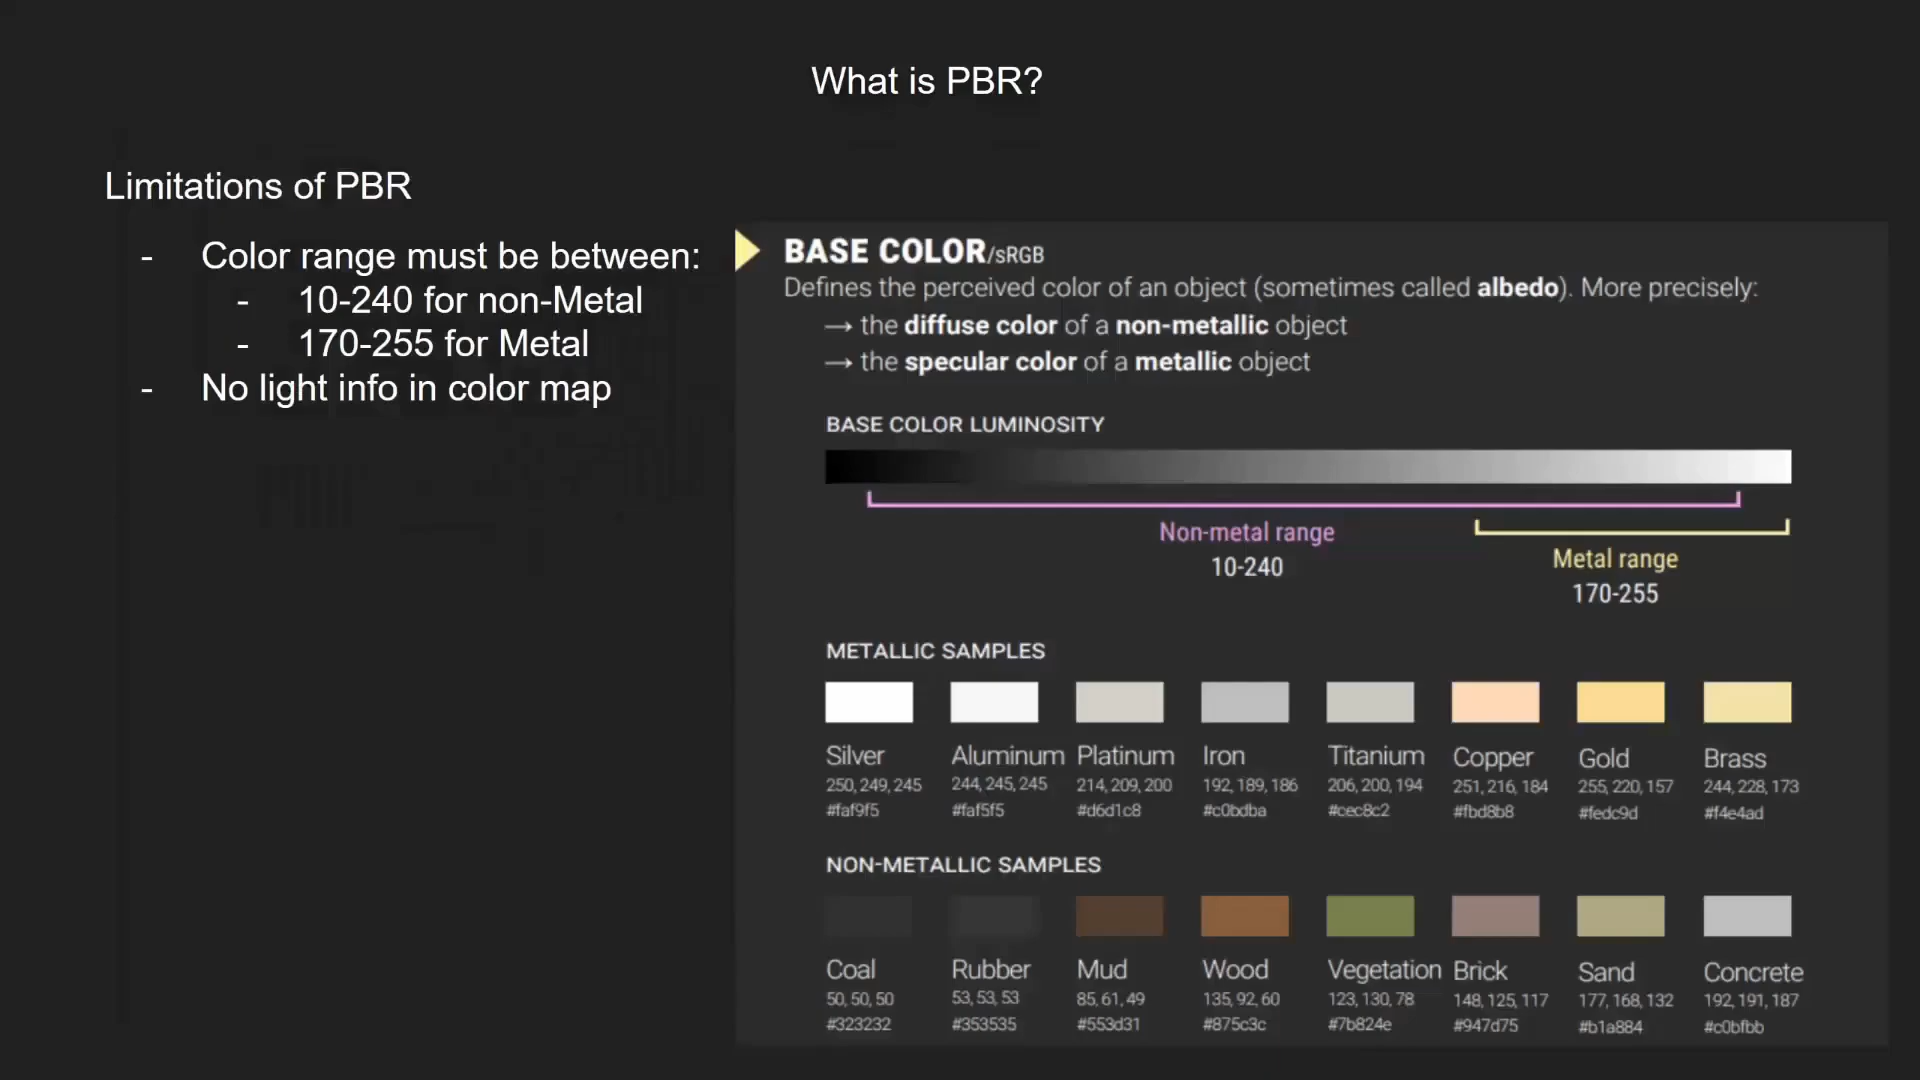 What is PBR?
Limitations of PBR
- Color range must be between:
- 10-240 for non-Metal
- 170-255 for Metal
- No light info in color map
BASE COLOR/sRGB
Defines the perceived color of an object (sometimes called albedo). More precisely:
→ the diffuse color of a non-metallic object
→ the specular color of a metallic object
BASE COLOR LUMINOSITY
Non-metal range
10-240
Metal range
170-255
METALLIC SAMPLES
Silver Aluminum Platinum Iron Titanium Copper Gold Brass
250, 249, 245 244, 245, 245 214, 209, 200 192, 189, 186 206, 200, 194 251, 216, 184 255, 220, 157 244, 228, 173
#faf9f5 #faf5f5 #d6d1c8 #c0bdba #cec8c2 #fbd8b8 #fedc9d #f4e4ad
NON-METALLIC SAMPLES
Coal Rubber Mud Wood Vegetation Brick Sand Concrete
50, 50, 50 53, 53, 53 85, 61, 49 135, 92, 60 123, 130, 78 148, 125, 117 177, 168, 132 192, 191, 187
#323232 #353535 #553d31 #875c3c #7b824e #947d75 #b1a884 #c0bfbb